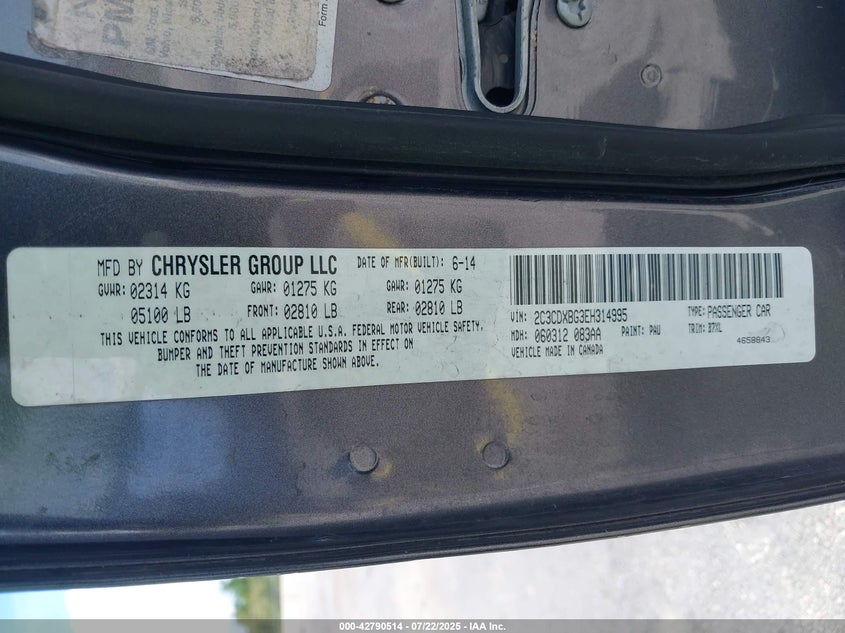 PM
Form
MFD BY CHRYSLER GROUP LLC DATE OF MFR(BUILT): 6-14
GVWR: 02314 KG GAWR: 01275 KG GAWR: 01275 KG
05100 LB FRONT: 02810 LB REAR: 02810 LB
THIS VEHICLE CONFORMS TO ALL APPLICABLE U.S.A. FEDERAL MOTOR VEHICLE SAFETY,
BUMPER AND THEFT PREVENTION STANDARDS IN EFFECT ON
THE DATE OF MANUFACTURE SHOWN ABOVE.
VIN: 2C3CDXBG3EH314995 TYPE: PASSENGER CAR
MDH: 060312 083AA PAINT: PAU TRIM: B7XL
VEHICLE MADE IN CANADA 4658843
000-42790514 - 07/22/2025 - IAA Inc.